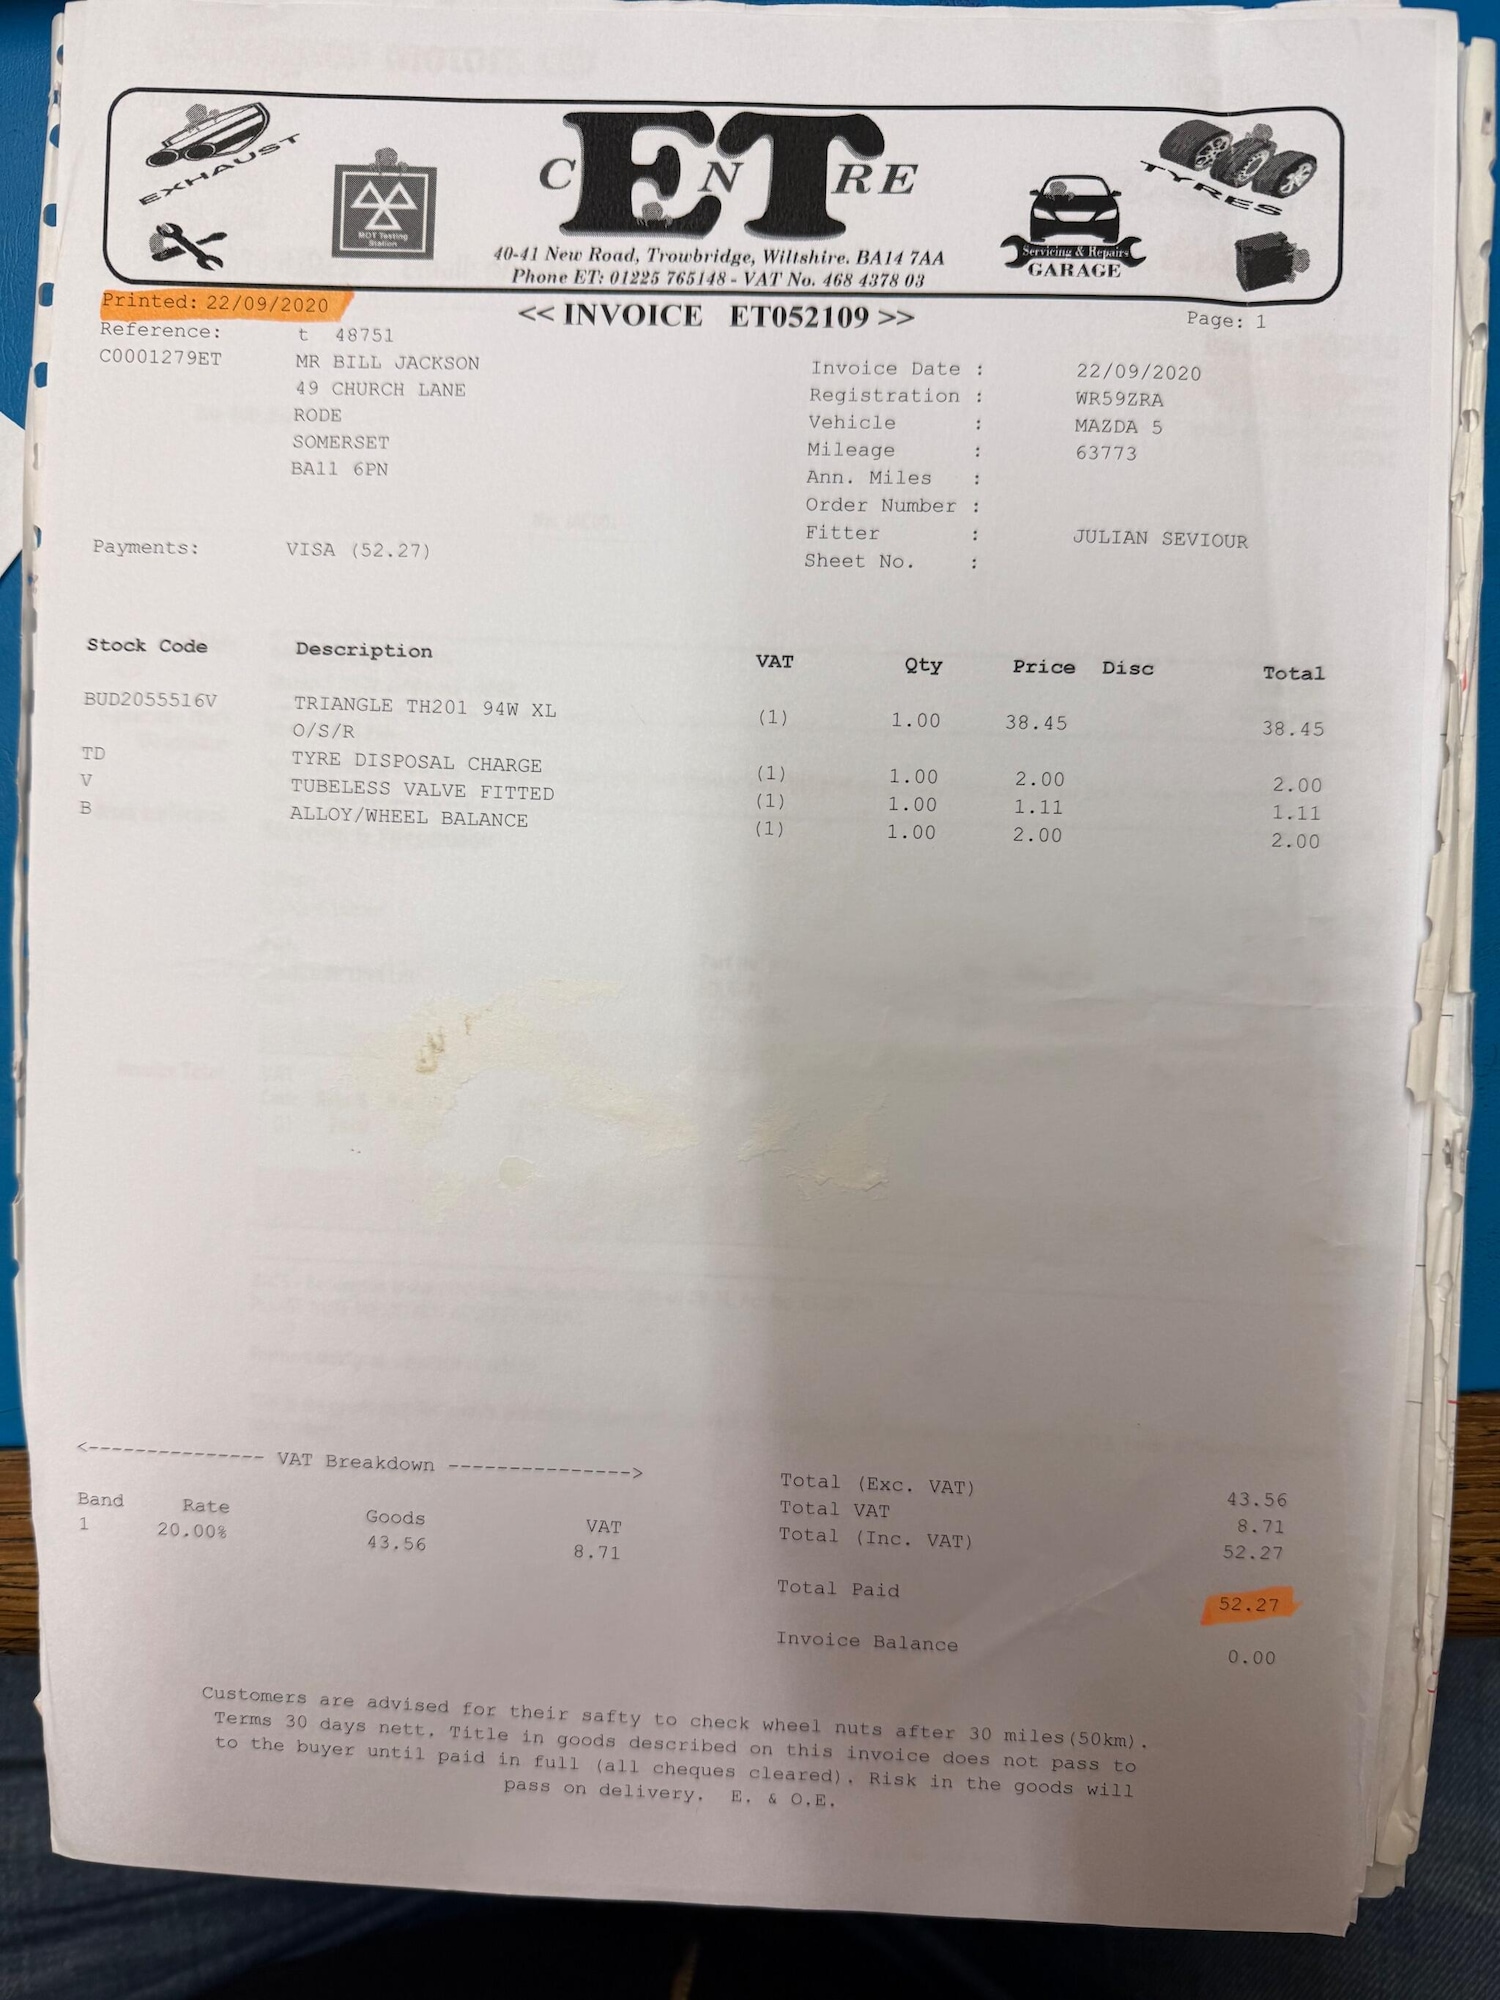 EXHAUST
MOT Testing
Station
CENTRE
TYRES
Servicing & Repairs
GARAGE
40-41 New Road, Trowbridge, Wiltshire. BA14 7AA
Phone ET: 01225 765148 - VAT No. 468 4378 03
Printed: 22/09/2020
<< INVOICE ET052109 >>
Page: 1
Reference: t 48751
C0001279ET MR BILL JACKSON
49 CHURCH LANE
RODE
SOMERSET
BA11 6PN
Invoice Date : 22/09/2020
Registration : WR59ZRA
Vehicle : MAZDA 5
Mileage : 63773
Ann. Miles :
Order Number :
Fitter : JULIAN SEVIOUR
Sheet No. :
Payments: VISA (52.27)
Stock Code Description VAT Qty Price Disc Total
BUD2055516V TRIANGLE TH201 94W XL (1) 1.00 38.45 38.45
O/S/R
TD TYRE DISPOSAL CHARGE (1) 1.00 2.00 2.00
V TUBELESS VALVE FITTED (1) 1.00 1.11 1.11
B ALLOY/WHEEL BALANCE (1) 1.00 2.00 2.00
<--------------- VAT Breakdown --------------->
Band Rate Goods VAT
1 20.00% 43.56 8.71
Total (Exc. VAT) 43.56
Total VAT 8.71
Total (Inc. VAT) 52.27
Total Paid 52.27
Invoice Balance 0.00
Customers are advised for their safty to check wheel nuts after 30 miles(50km).
Terms 30 days nett. Title in goods described on this invoice does not pass to
to the buyer until paid in full (all cheques cleared). Risk in the goods will
pass on delivery. E. & O.E.